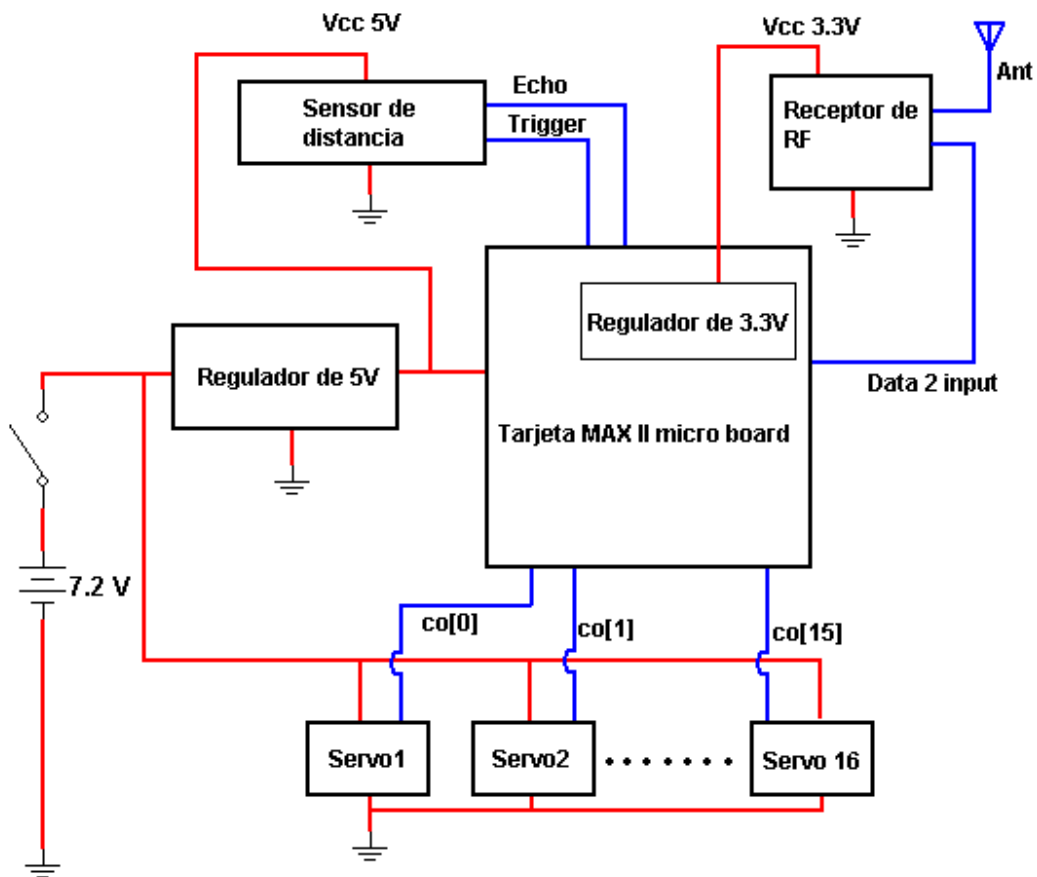 Vcc 5V
Vcc 3.3V
Ant
Echo
Sensor de
distancia
Trigger
Receptor de
RF
Regulador de 3.3V
Regulador de 5V
Data 2 input
Tarjeta MAX II micro board
7.2 V
co[0]
co[1]
co[15]
Servo1
Servo2
Servo 16